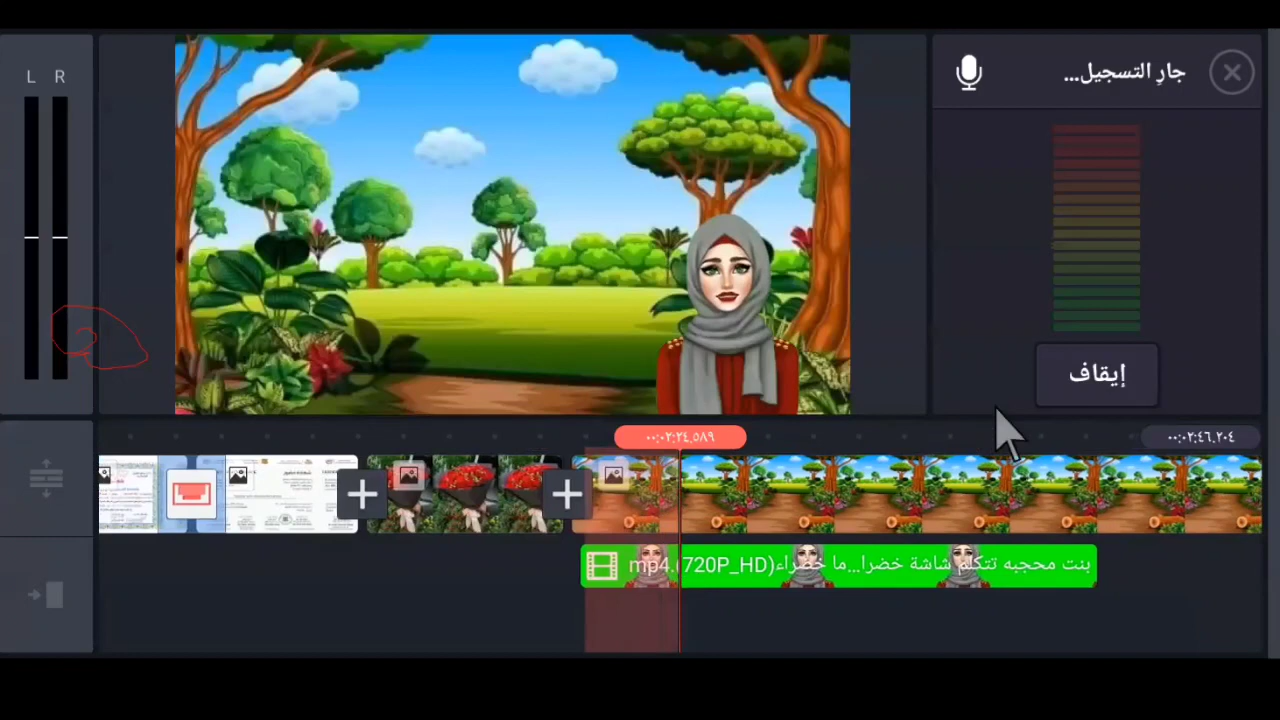 L R
جارِ التسجيل...
إيقاف
٠٠:٠٢:٢٤.٥٨٩
٠٠:٠٢:٤٦.٢٠٤
بنت محجبه تتكلم شاشة خضرا...ما خضراء(720P_HD).mp4